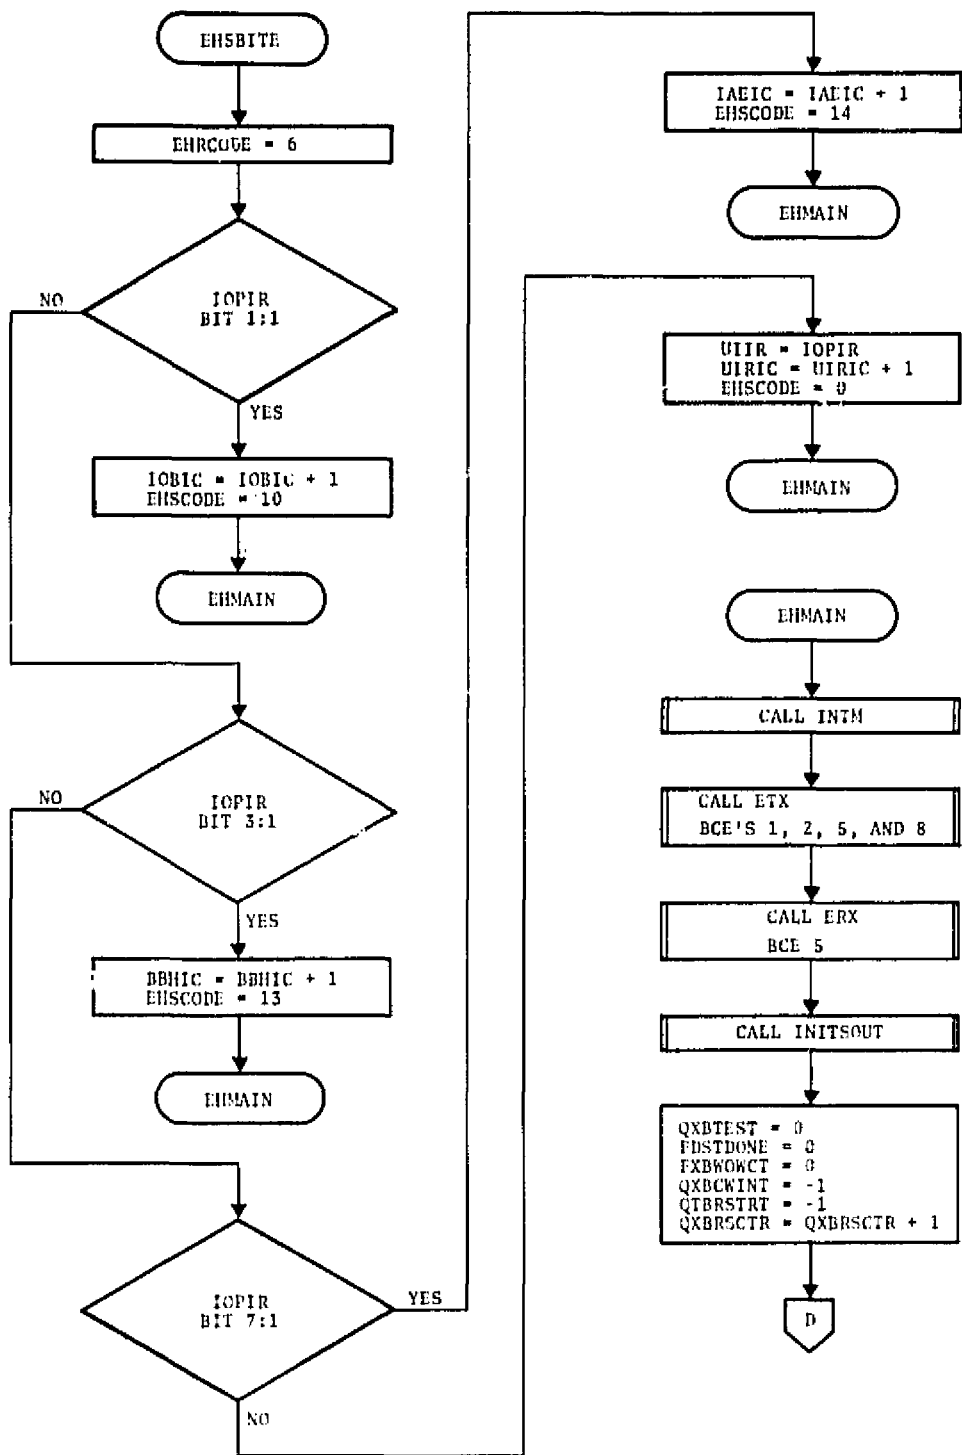 EHSBITE
EHRCODE = 6
IOPIR
BIT 1:1
NO
YES
IOBIC = IOBIC + 1
EHSCODE = 10
EHMAIN
IOPIR
BIT 3:1
NO
YES
BBHIC = BBHIC + 1
EHSCODE = 13
EHMAIN
IOPIR
BIT 7:1
YES
NO
IAEIC = IAEIC + 1
EHSCODE = 14
EHMAIN
UIIR = IOPIR
UIRIC = UIRIC + 1
EHSCODE = 0
EHMAIN
EHMAIN
CALL INTM
CALL ETX
BCE'S 1, 2, 5, AND 8
CALL ERX
BCE 5
CALL INITSOUT
QXBTEST = 0
FDSTDONE = 0
FXBWOWCT = 0
QXBCWINT = -1
QTBRSTRT = -1
QXBRSCTR = QXBRSCTR + 1
D